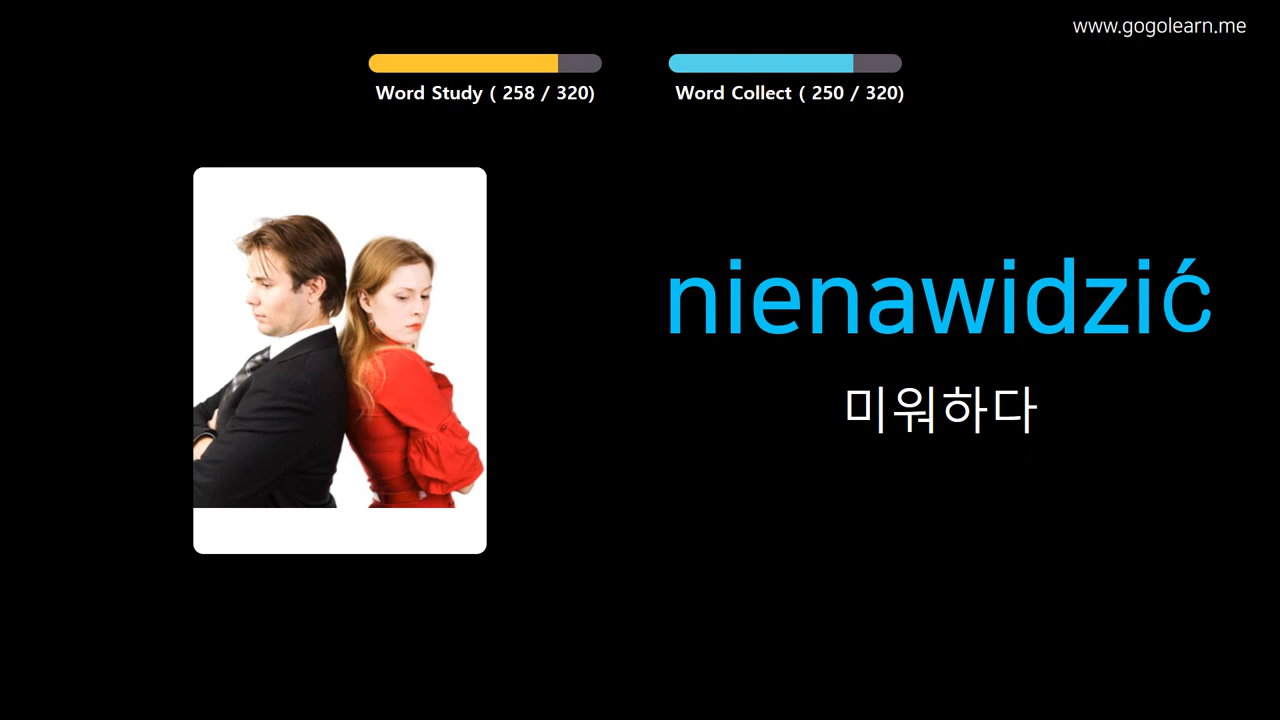 www.gogolearn.me
Word Study ( 258 / 320)
Word Collect ( 250 / 320)
nienawidzić
미워하다